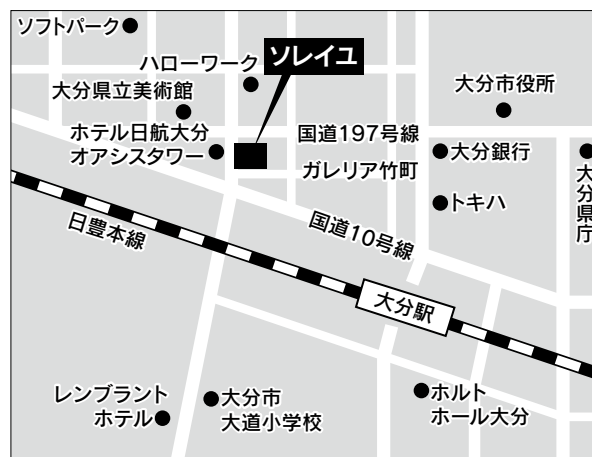 ソフトパーク
ハローワーク
ソレイユ
大分県立美術館
大分市役所
ホテル日航大分
オアシスタワー
国道197号線
ガレリア竹町
大分銀行
トキハ
大分県庁
日豊本線
国道10号線
大分駅
レンブラント
ホテル
大分市
大道小学校
ホルト
ホール大分